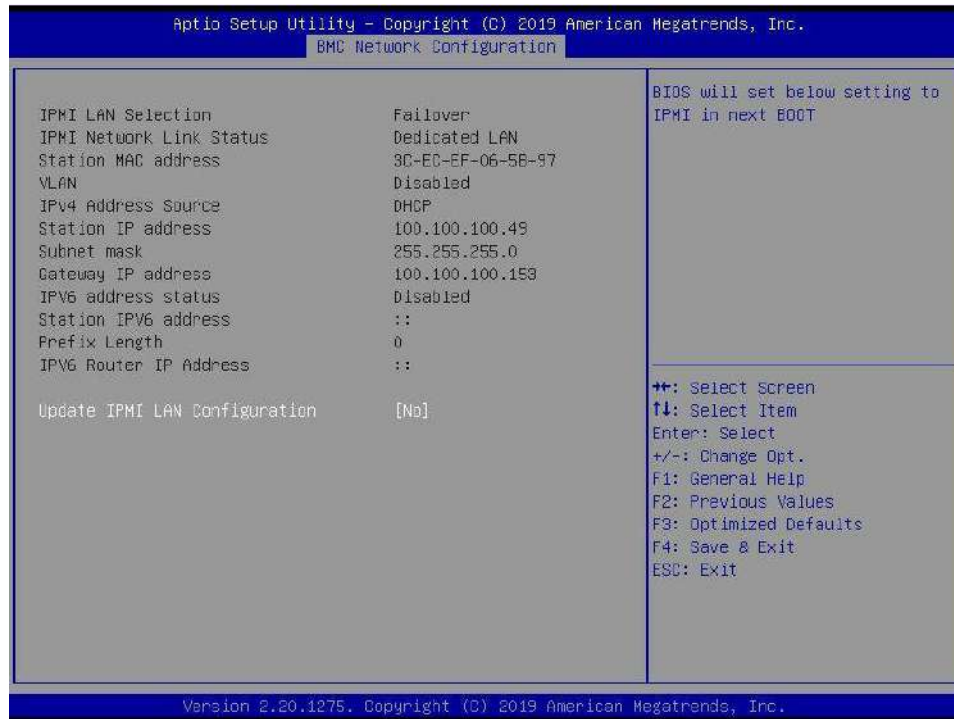 Aptio Setup Utility – Copyright (C) 2019 American Megatrends, Inc.
BMC Network Configuration
IPMI LAN Selection Failover
IPMI Network Link Status Dedicated LAN
Station MAC address 3C-EC-EF-06-5B-97
VLAN Disabled
IPv4 Address Source DHCP
Station IP address 100.100.100.49
Subnet mask 255.255.255.0
Gateway IP address 100.100.100.153
IPV6 address status Disabled
Station IPV6 address ::
Prefix Length 0
IPV6 Router IP Address ::
Update IPMI LAN Configuration [No]
BIOS will set below setting to
IPMI in next BOOT
→←: Select Screen
↑↓: Select Item
Enter: Select
+/-: Change Opt.
F1: General Help
F2: Previous Values
F3: Optimized Defaults
F4: Save & Exit
ESC: Exit
Version 2.20.1275. Copyright (C) 2019 American Megatrends, Inc.